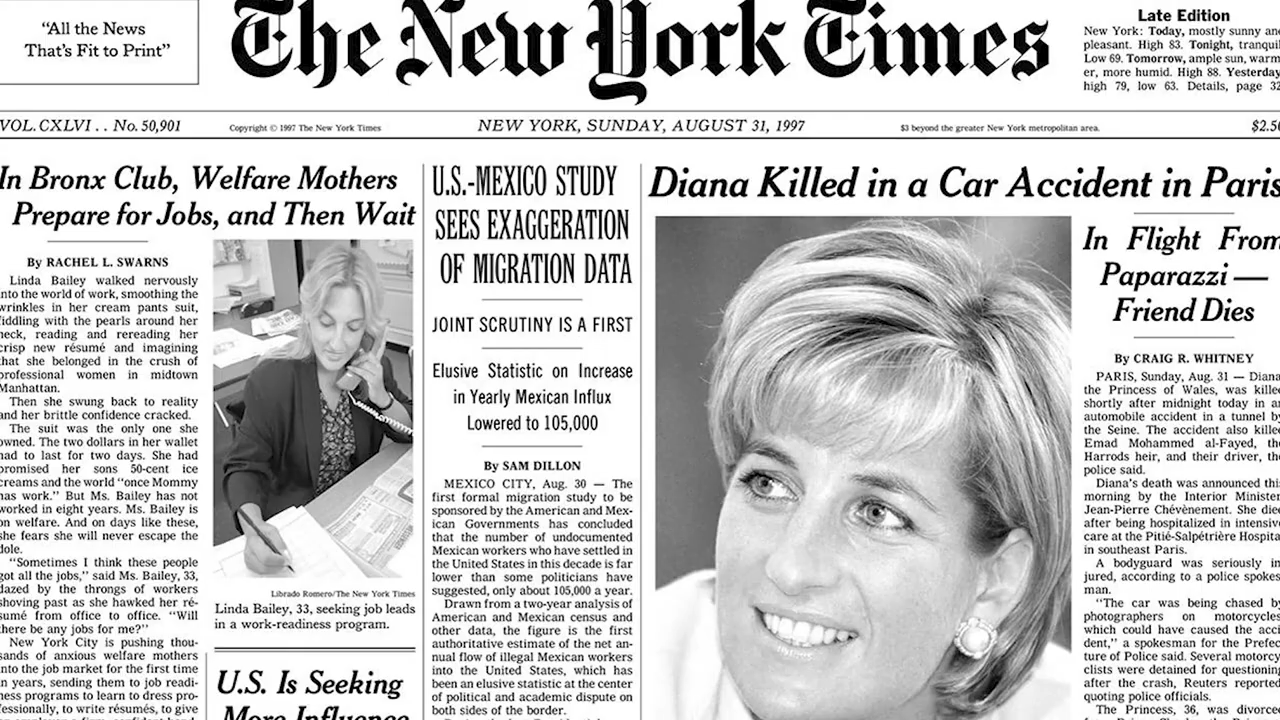 “All the News
That’s Fit to Print”
The New York Times
Late Edition
New York: Today, mostly sunny and
pleasant. High 83. Tonight, tranquil
Low 69. Tomorrow, ample sun, warm
er, more humid. High 88. Yesterday
high 79, low 63. Details, page 32
VOL.CXLVI . . No. 50,901
Copyright © 1997 The New York Times
NEW YORK, SUNDAY, AUGUST 31, 1997
$3 beyond the greater New York metropolitan area.
$2.50
In Bronx Club, Welfare Mothers
Prepare for Jobs, and Then Wait
By RACHEL L. SWARNS
Linda Bailey walked nervously
into the world of work, smoothing the
wrinkles in her cream pants suit,
fiddling with the pearls around her
neck, reading and rereading her
crisp new résumé and imagining
that she belonged in the crush of
professional women in midtown
Manhattan.
Then she swung back to reality
and her brittle confidence cracked.
The suit was the only one she
owned. The two dollars in her wallet
had to last for two days. She had
promised her sons 50-cent ice
creams and the world “once Mommy
has work.” But Ms. Bailey has not
worked in eight years. Ms. Bailey is
on welfare. And on days like these,
she fears she will never escape the
dole.
“Sometimes I think these people
got all the jobs,” said Ms. Bailey, 33,
dazed by the throngs of workers
shoving past as she hawked her ré-
sumé from office to office. “Will
there be any jobs for me?”
New York City is pushing thou-
sands of anxious welfare mothers
into the job market for the first time
in years, sending them to job readi-
ness programs to learn to dress pro-
fessionally, to write résumés, to give
Librado Romero/The New York Times
Linda Bailey, 33, seeking job leads
in a work-readiness program.
U.S. Is Seeking
More Influence
U.S.-MEXICO STUDY
SEES EXAGGERATION
OF MIGRATION DATA
JOINT SCRUTINY IS A FIRST
Elusive Statistic on Increase
in Yearly Mexican Influx
Lowered to 105,000
By SAM DILLON
MEXICO CITY, Aug. 30 — The
first formal migration study to be
sponsored by the American and Mex-
ican Governments has concluded
that the number of undocumented
Mexican workers who have settled in
the United States in this decade is far
lower than some politicians have
suggested, only about 105,000 a year.
Drawn from a two-year analysis of
American and Mexican census and
other data, the figure is the first
authoritative estimate of the net an-
nual flow of illegal Mexican workers
into the United States, which has
been an elusive statistic at the center
of political and academic dispute on
both sides of the border.
Diana Killed in a Car Accident in Paris
In Flight From
Paparazzi —
Friend Dies
By CRAIG R. WHITNEY
PARIS, Sunday, Aug. 31 — Diana
the Princess of Wales, was killed
shortly after midnight today in an
automobile accident in a tunnel by
the Seine. The accident also killed
Emad Mohammed al-Fayed, the
Harrods heir, and their driver, the
police said.
Diana’s death was announced this
morning by the Interior Minister
Jean-Pierre Chévènement. She died
after being hospitalized in intensive
care at the Pitié-Salpétrière Hospital
in southeast Paris.
A bodyguard was seriously in-
jured, according to a police spokes-
man.
“The car was being chased by
photographers on motorcycles
which could have caused the acci-
dent,” a spokesman for the Prefec-
ture of Police said. Several motorcy-
clists were detained for questioning
after the crash, Reuters reported
quoting police officials.
The Princess, 36, was divorced